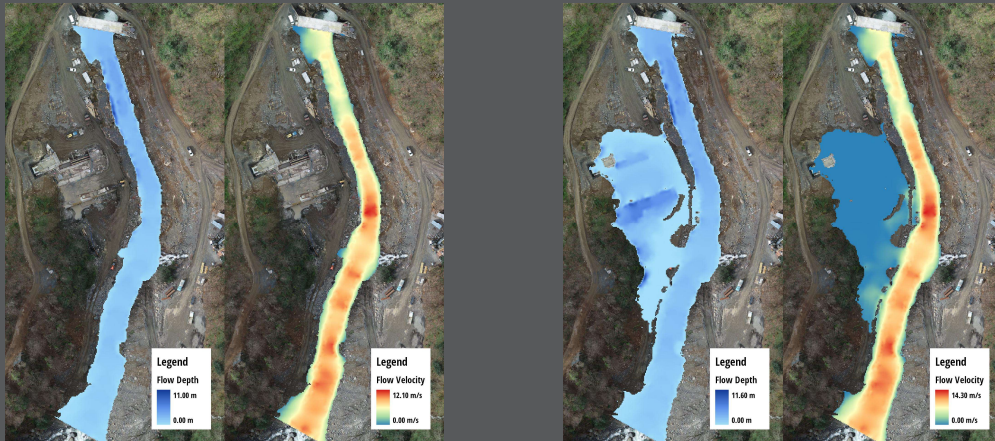 Legend
Flow Depth
11.00 m
0.00 m
Legend
Flow Velocity
12.10 m/s
0.00 m/s
Legend
Flow Depth
11.60 m
0.00 m
Legend
Flow Velocity
14.30 m/s
0.00 m/s